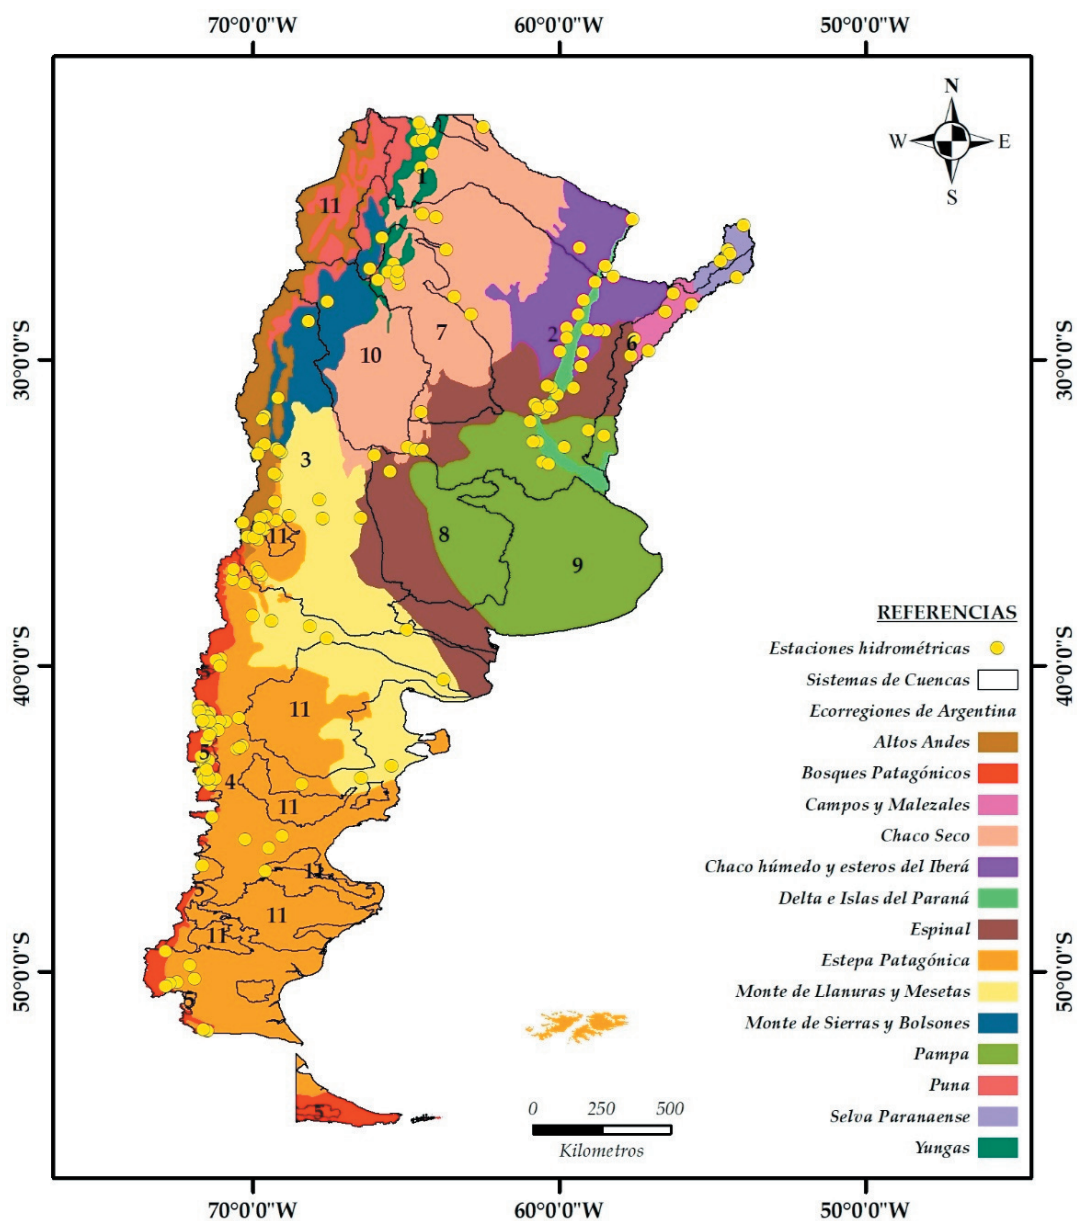 70°0'0"W 60°0'0"W 50°0'0"W
N
W E
S
1
11
30°0'0"S
30°0'0"S
2
6
7
10
3
8
11
9
REFERENCIAS
Estaciones hidrométricas
40°0'0"S
40°0'0"S
5
Sistemas de Cuencas
11
Ecorregiones de Argentina
Altos Andes
5
Bosques Patagónicos
4
11
Campos y Malezales
Chaco Seco
11
Chaco húmedo y esteros del Iberá
5
Delta e Islas del Paraná
11
11
Espinal
Estepa Patagónica
50°0'0"S
50°0'0"S
5
Monte de Llanuras y Mesetas
Monte de Sierras y Bolsones
Pampa
Puna
5
0 250 500
Kilometros
Selva Paranaense
Yungas
70°0'0"W 60°0'0"W 50°0'0"W